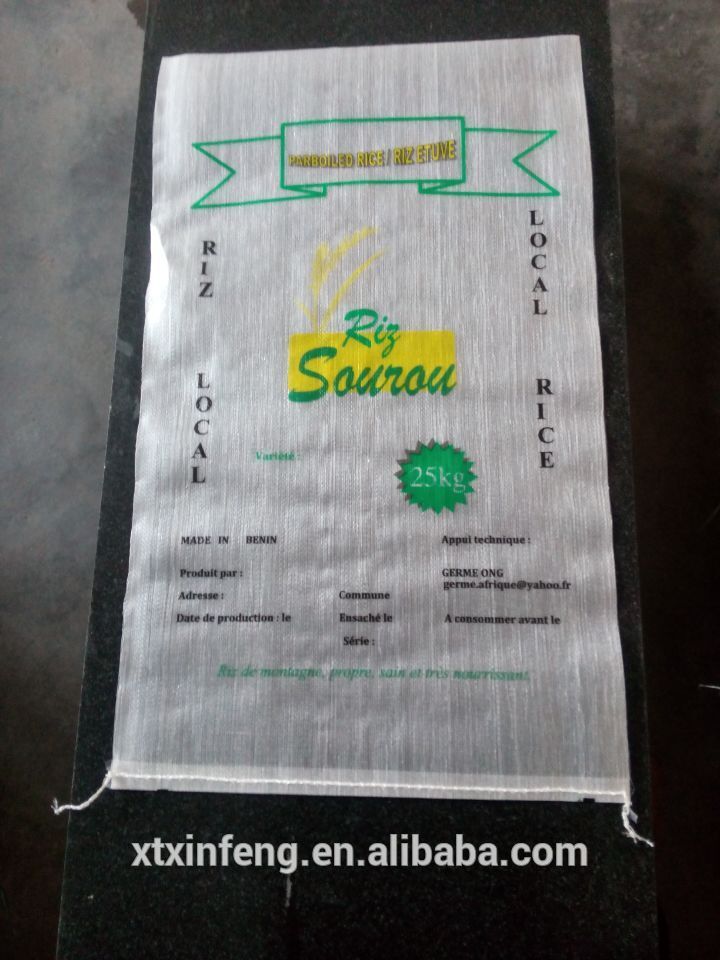 PARBOILED RICE / RIZ ETUVE
RIZ LOCAL
LOCAL RICE
Riz
Sourou
Variété :
25kg
MADE IN BENIN
Appui technique :
Produit par :
GERME ONG
germe.afrique@yahoo.fr
Adresse :
Commune
Date de production : le
Ensaché le
A consommer avant le
Série :
Riz de montagne, propre, sain et très nourrissant.
xtxinfeng.en.alibaba.com